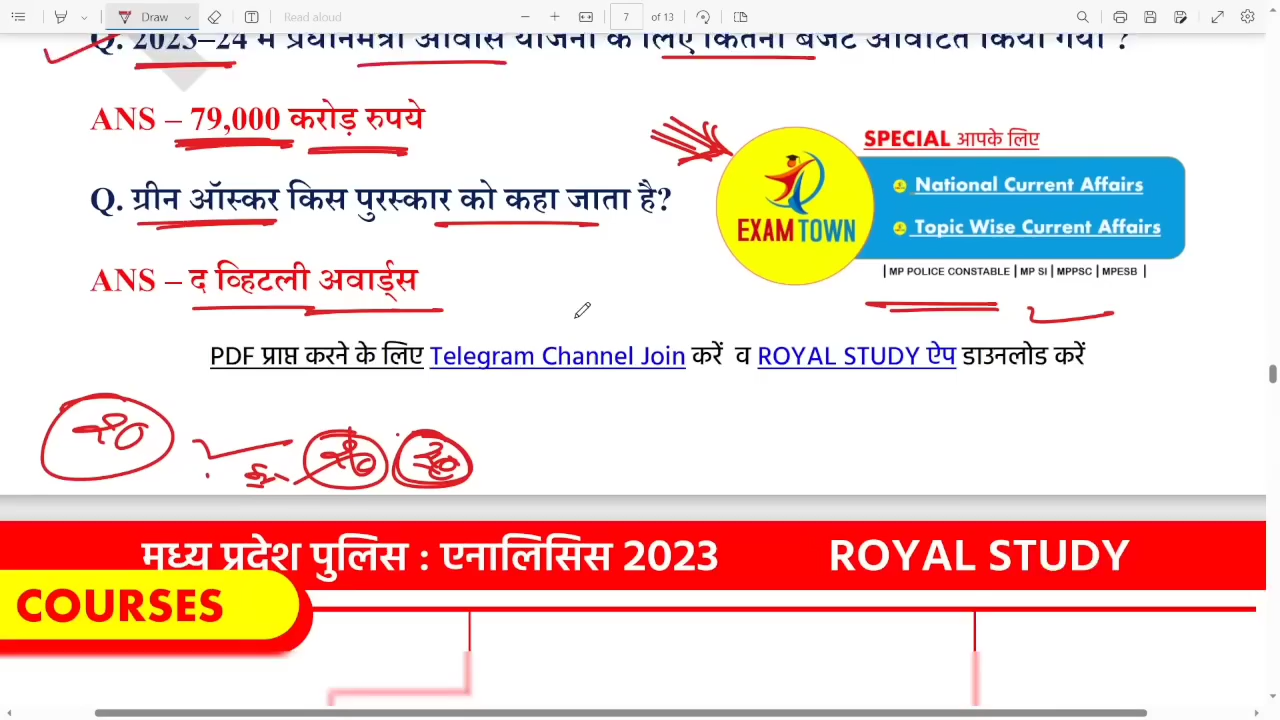 Draw
Read aloud
7 of 13
Q. 2023–24 में प्रधानमंत्री आवास योजना के लिए कितना बजट आवंटित किया गया ?
ANS – 79,000 करोड़ रुपये
SPECIAL आपके लिए
National Current Affairs
Topic Wise Current Affairs
EXAM TOWN
| MP POLICE CONSTABLE | MP SI | MPPSC | MPESB |
Q. ग्रीन ऑस्कर किस पुरस्कार को कहा जाता है?
ANS – द व्हिटली अवार्ड्स
PDF प्राप्त करने के लिए Telegram Channel Join करें व ROYAL STUDY ऐप डाउनलोड करें
मध्य प्रदेश पुलिस : एनालिसिस 2023 ROYAL STUDY
COURSES